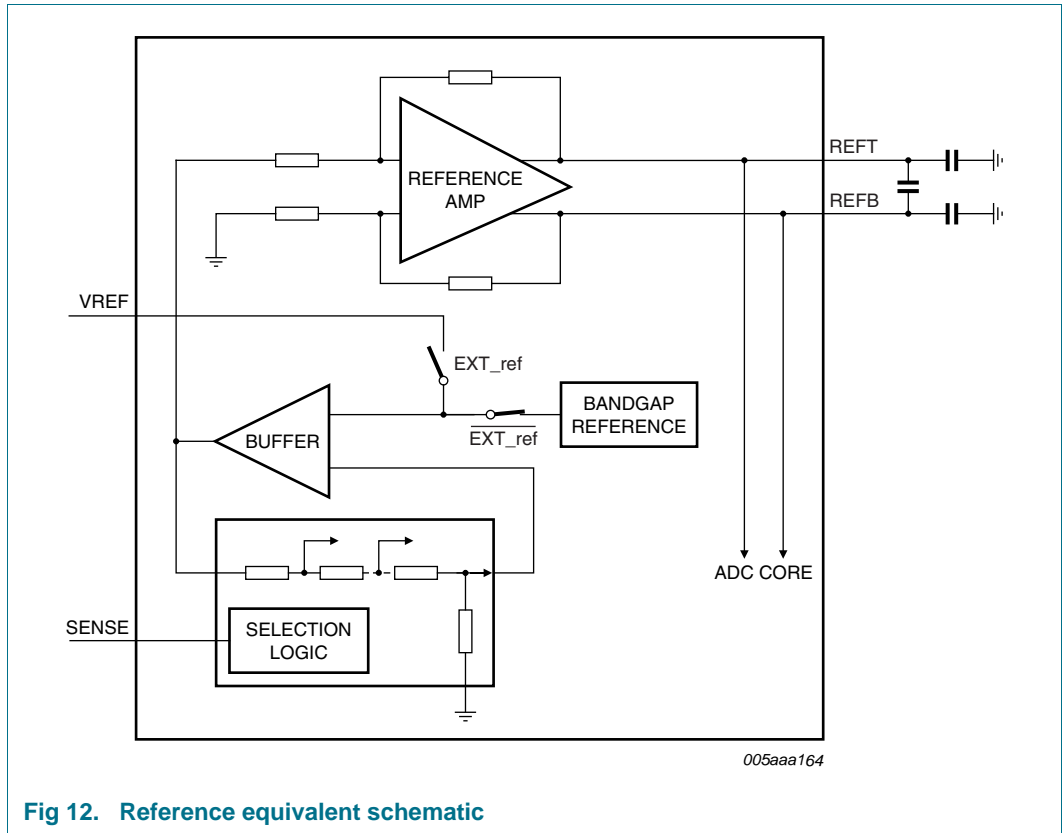 REFERENCE
AMP
REFT
REFB
VREF
EXT_ref
BANDGAP
REFERENCE
EXT_ref
BUFFER
ADC CORE
SENSE
SELECTION
LOGIC
005aaa164
Fig 12. Reference equivalent schematic